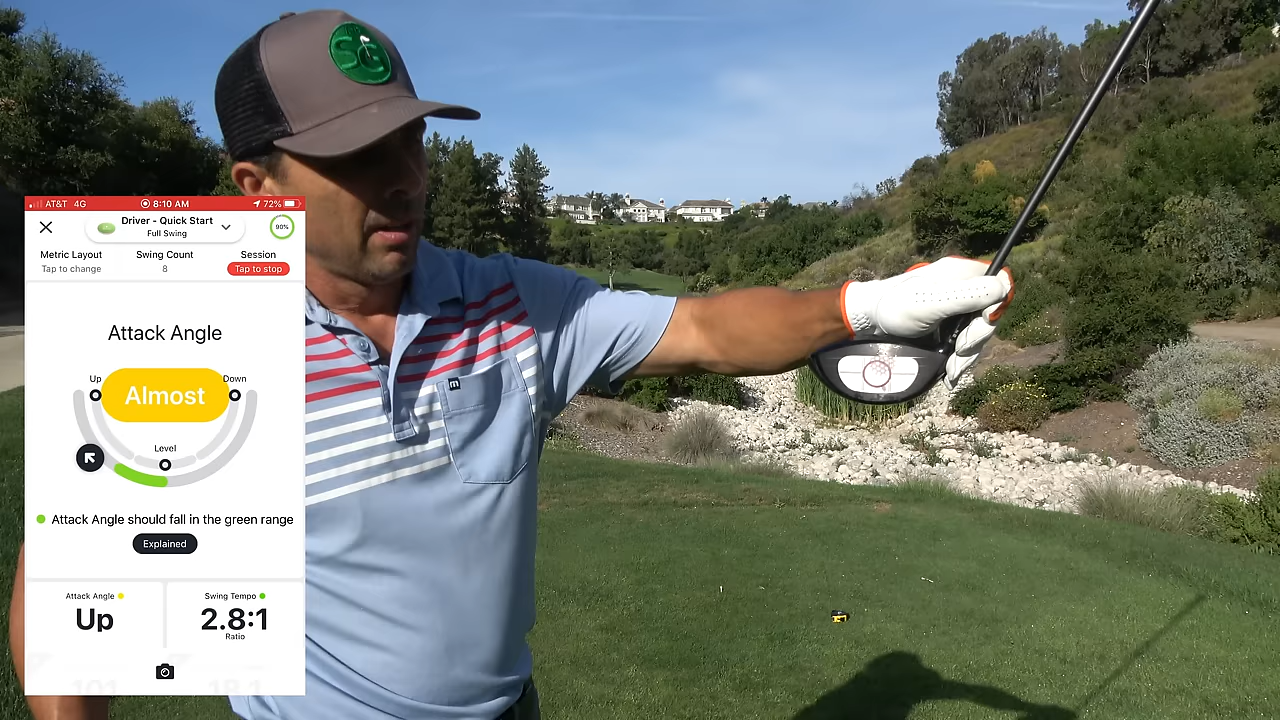 SG
AT&T 4G 8:10 AM 72%
Driver - Quick Start
Full Swing
90%
Metric Layout Swing Count Session
Tap to change 8 Tap to stop
Attack Angle
Up Almost Down
Level
Attack Angle should fall in the green range
Explained
Attack Angle Swing Tempo
Up 2.8:1
Ratio